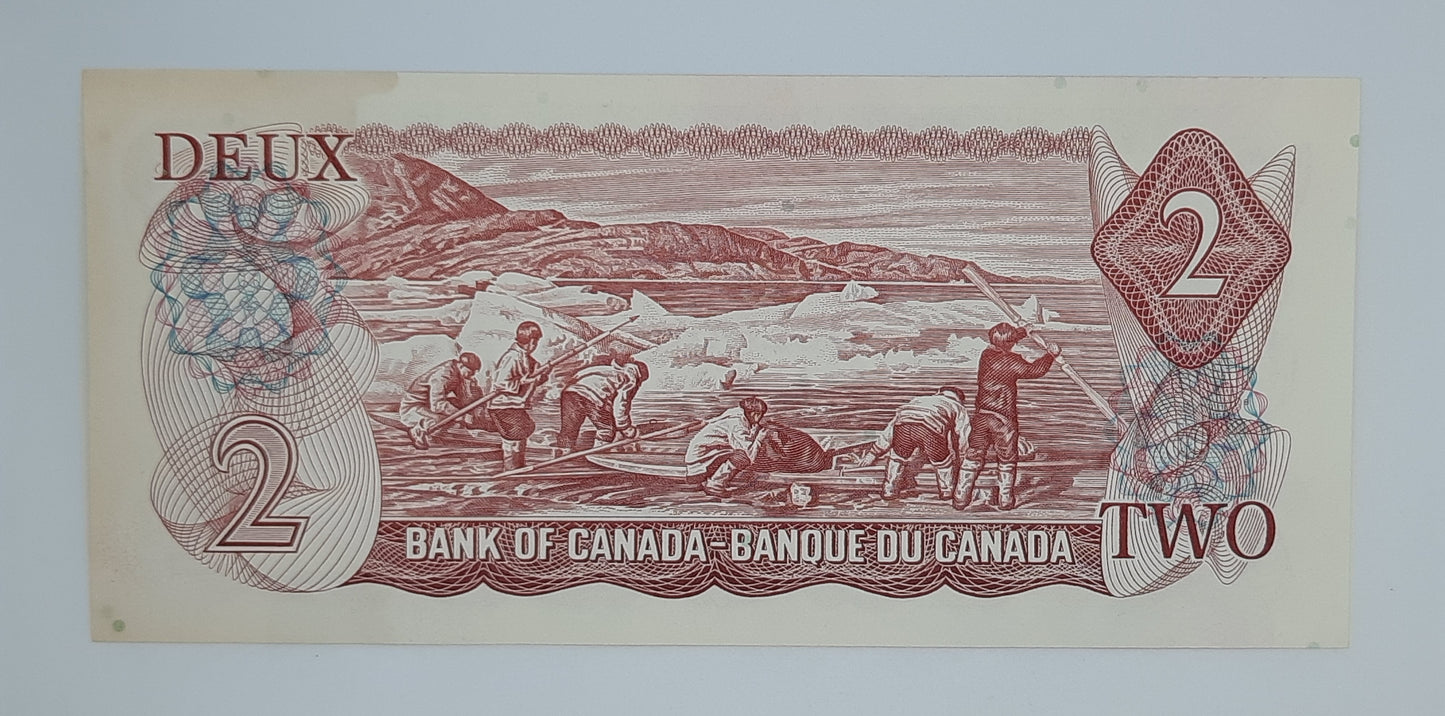 DEUX
2
2
BANK OF CANADA-BANQUE DU CANADA
TWO